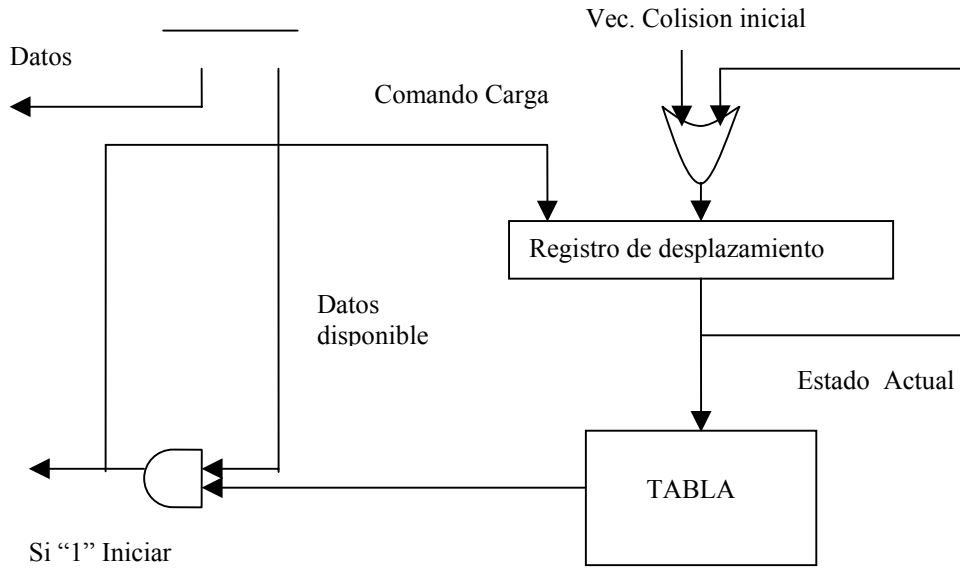 Vec. Colision inicial
Datos
Comando Carga
Registro de desplazamiento
Datos
disponible
Estado Actual
TABLA
Si “1” Iniciar